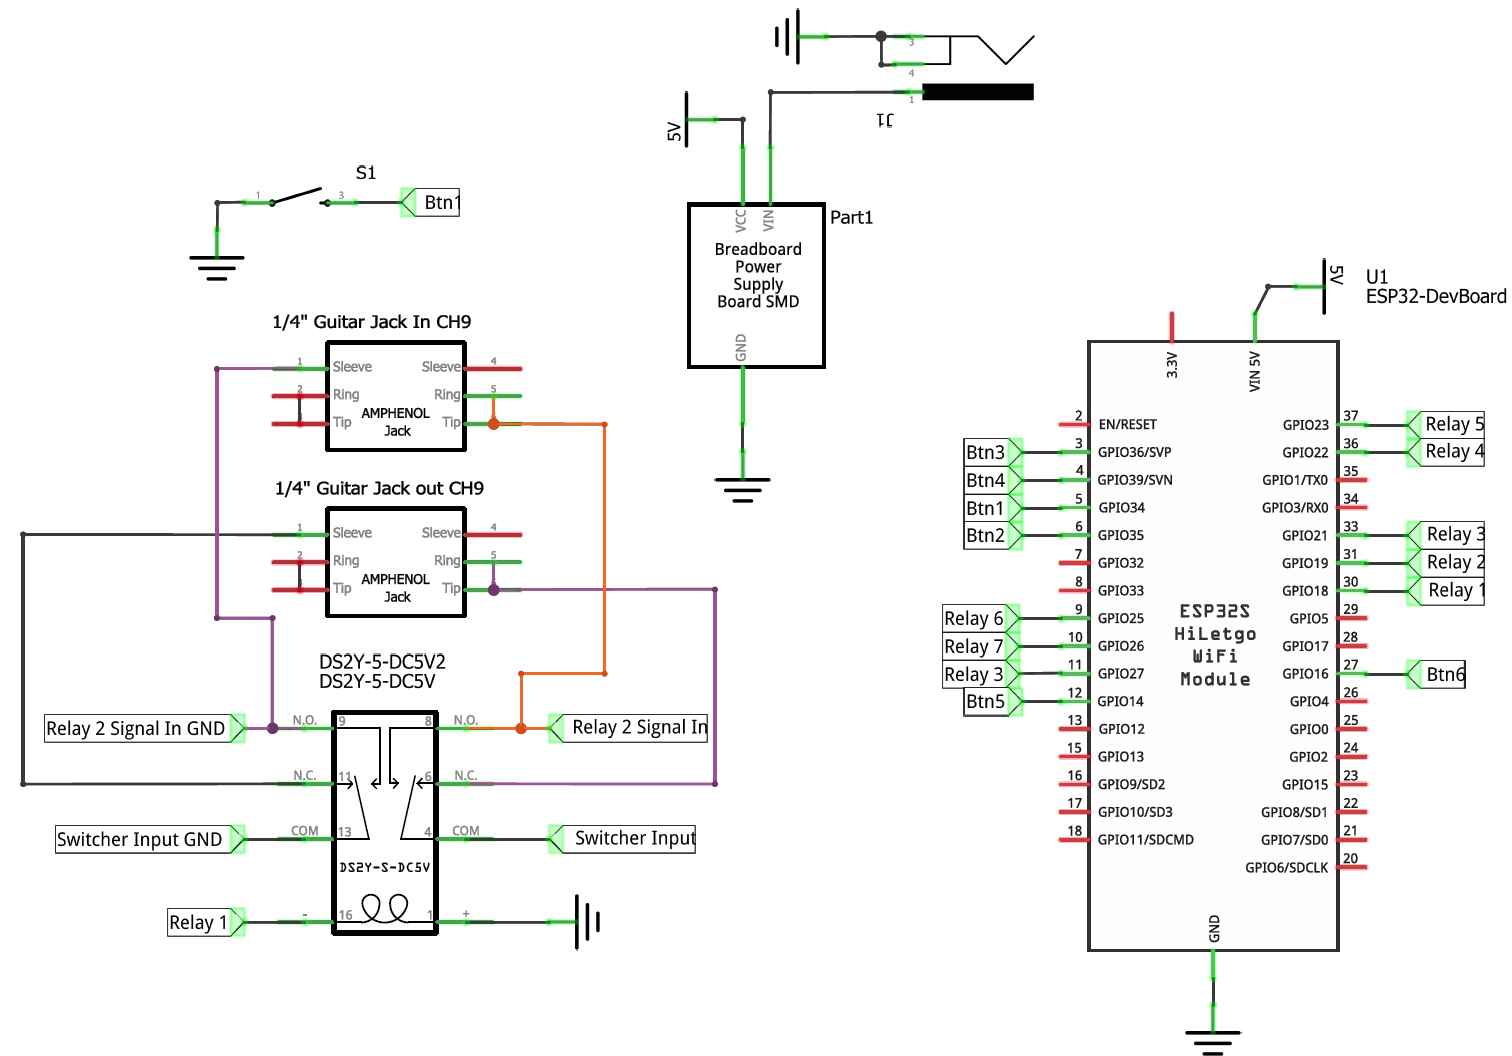 3
4
1
J1
5V
S1
1
3
Btn1
VCC
VIN
Part1
Breadboard
Power
Supply
Board SMD
GND
5V
U1
ESP32-DevBoard
1/4" Guitar Jack In CH9
1
Sleeve
Sleeve
4
2
Ring
Ring
5
Tip
Tip
AMPHENOL
Jack
1/4" Guitar Jack out CH9
1
Sleeve
Sleeve
4
2
Ring
Ring
5
Tip
Tip
AMPHENOL
Jack
DS2Y-5-DC5V2
DS2Y-5-DC5V
Relay 2 Signal In GND
N.O.
9
8
N.O.
Relay 2 Signal In
N.C.
11
6
N.C.
Switcher Input GND
COM
13
4
COM
Switcher Input
DS2Y-S-DC5V
Relay 1
-
16
1
+
3.3V
VIN 5V
2
EN/RESET
Btn3
3
GPIO36/SVP
Btn4
4
GPIO39/SVN
Btn1
5
GPIO34
Btn2
6
GPIO35
7
GPIO32
8
GPIO33
Relay 6
9
GPIO25
Relay 7
10
GPIO26
Relay 3
11
GPIO27
Btn5
12
GPIO14
13
GPIO12
15
GPIO13
16
GPIO9/SD2
17
GPIO10/SD3
18
GPIO11/SDCMD
ESP32S
HiLetgo
WiFi
Module
GPIO23
37
Relay 5
GPIO22
36
Relay 4
GPIO1/TX0
35
GPIO3/RX0
34
GPIO21
33
Relay 3
GPIO19
31
Relay 2
GPIO18
30
Relay 1
GPIO5
29
GPIO17
28
GPIO16
27
Btn6
GPIO4
26
GPIO0
25
GPIO2
24
GPIO15
23
GPIO8/SD1
22
GPIO7/SD0
21
GPIO6/SDCLK
20
GND